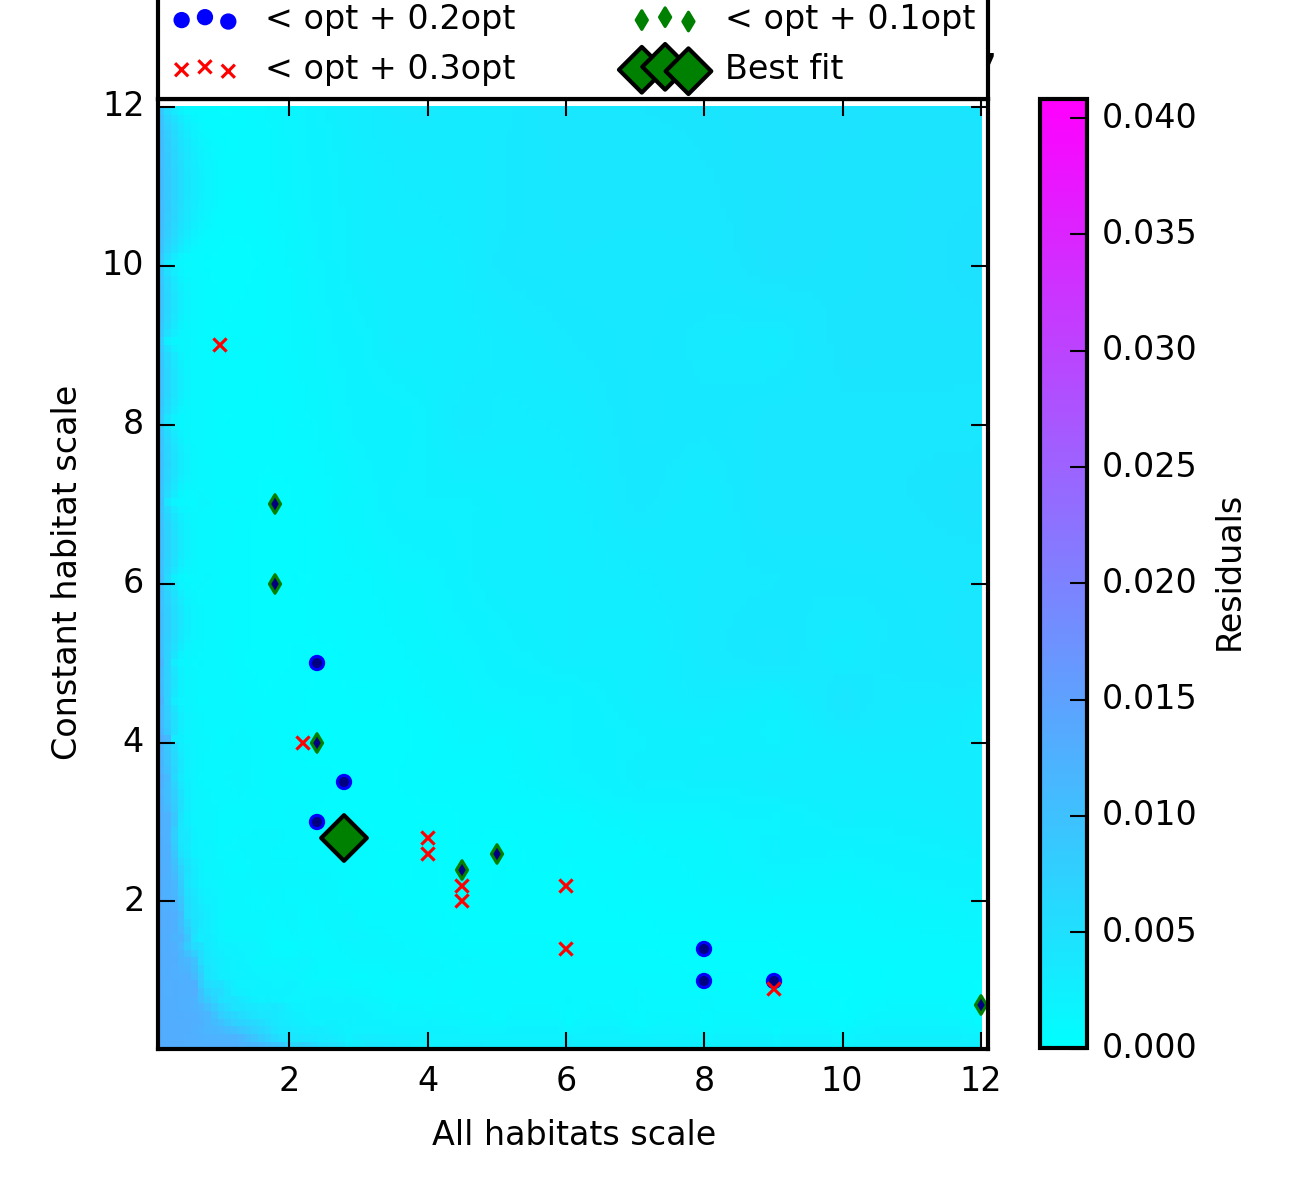 < opt + 0.2opt
< opt + 0.1opt
< opt + 0.3opt
Best fit
12
10
8
6
4
2
Constant habitat scale
2 4 6 8 10 12
All habitats scale
0.040
0.035
0.030
0.025
0.020
0.015
0.010
0.005
0.000
Residuals